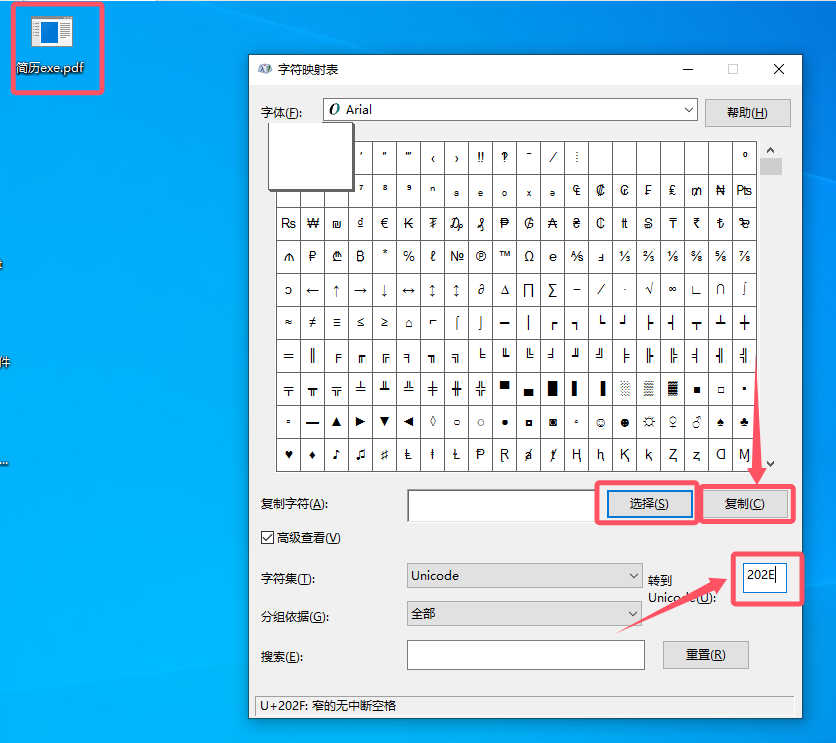 简历exe.pdf
字符映射表
字体(F):
O Arial
帮助(H)
′ ″ ‴ ‹ › ‼ ‽ ⁄ º
⁷ ⁸ ⁹ ⁿ ₐ ₑ ₒ ₓ ₔ ₠ ₡ ₢ ₣ ₤ ₥ ₦ ₧
₨ ₩ ₪ ₫ € ₭ ₮ ₯ ₰ ₱ ₲ ₳ ₴ ₵ ₶ ₷ ₸ ₹ ₺ ₻
₼ ₽ ₾ ₿ ⃰ % ℓ № ℗ ™ Ω ℮ ⅍ ⅎ ⅓ ⅔ ⅛ ⅜ ⅝ ⅞
ↄ ← ↑ → ↓ ↔ ↕ ↨ ∂ ∆ ∏ ∑ − ∕ ∙ √ ∞ ∟ ∩ ∫
≈ ≠ ≡ ≤ ≥ ⌂ ⌐ ⌠ ⌡ ─ │ ┌ ┐ └ ┘ ├ ┤ ┬ ┴ ┼
═ ║ ╒ ╓ ╔ ╕ ╖ ╗ ╘ ╙ ╚ ╛ ╜ ╝ ╞ ╟ ╠ ╡ ╢ ╣
╤ ╥ ╦ ╧ ╨ ╩ ╪ ╫ ╬ ▀ ▄ █ ▌ ▐ ░ ▒ ▓ ■ □ ▪
▫ ▬ ▲ ► ▼ ◄ ◊ ○ ◌ ● ◘ ◙ ◦ ☺ ☻ ☼ ♀ ♂ ♠ ♣
♥ ♦ ♪ ♫ ♯ Ⱡ ⱡ Ɫ Ᵽ Ɽ ⱥ ⱦ Ⱨ ⱨ Ⱪ ⱪ Ⱬ ⱬ Ɑ Ɱ
件
...
复制字符(A):
选择(S)
复制(C)
高级查看(V)
字符集(T):
Unicode
转到
Unicode(U):
202E
分组依据(G):
全部
搜索(E):
重置(R)
U+202F: 窄的无中断空格